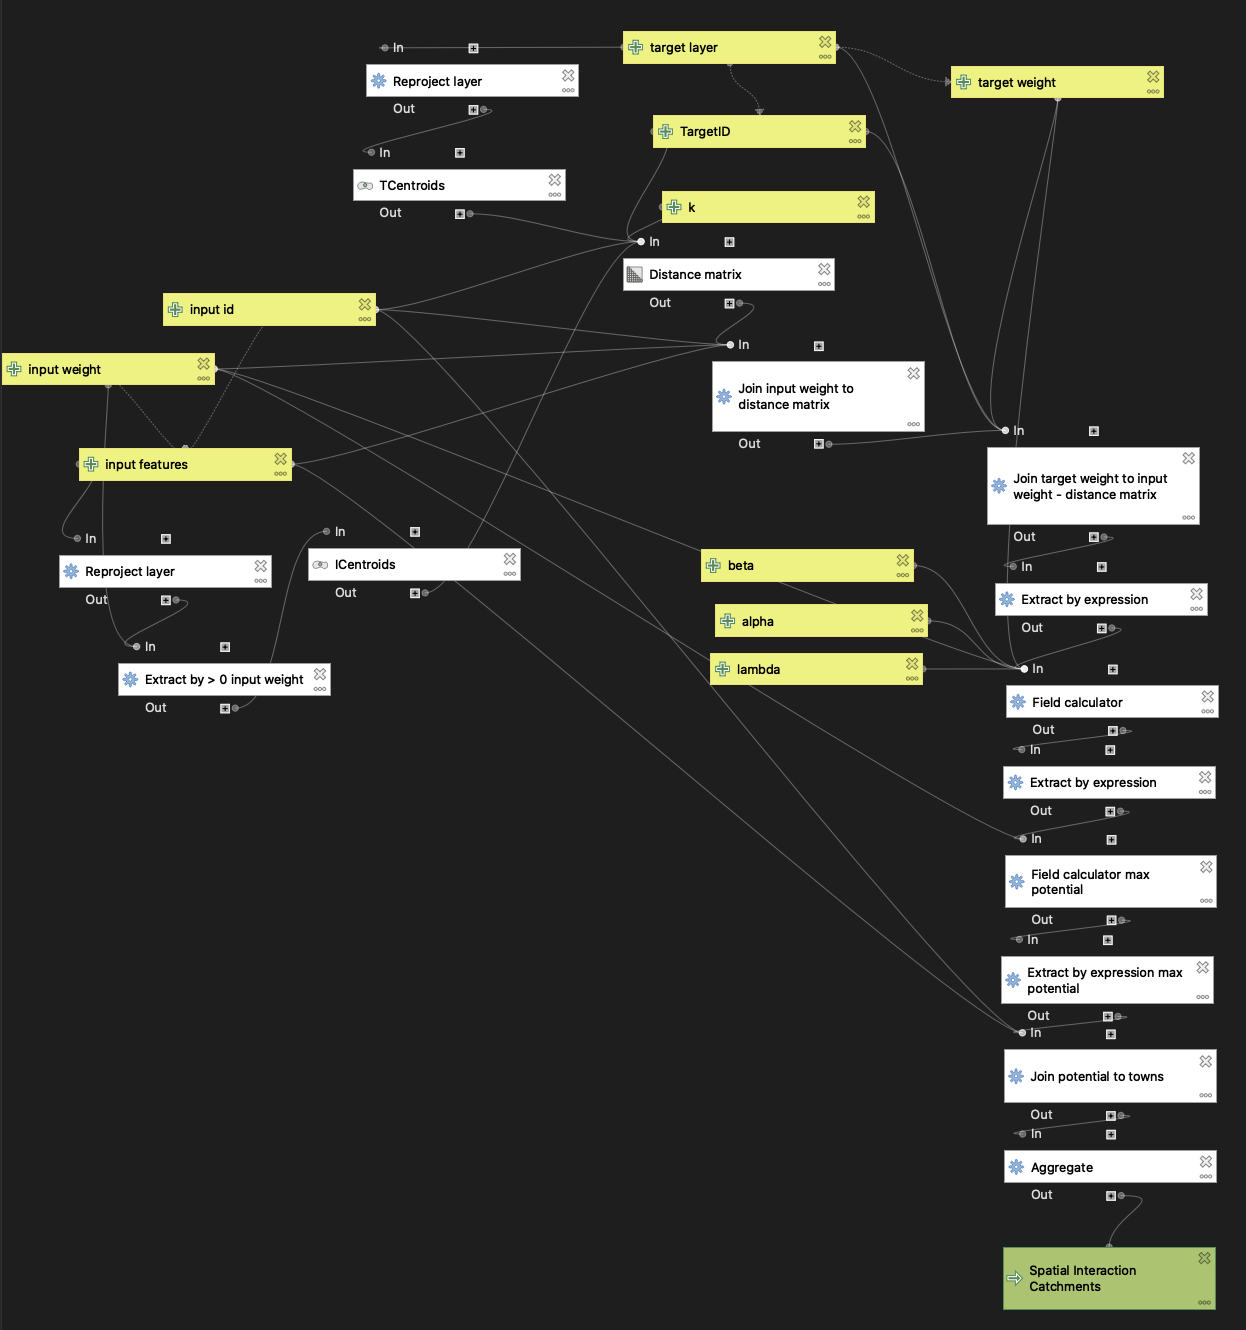 In
target layer
target weight
Reproject layer
Out
TargetID
In
TCentroids
Out
k
In
Distance matrix
Out
input id
In
input weight
Join input weight to
distance matrix
Out
In
input features
Join target weight to input
weight - distance matrix
Out
In
Reproject layer
Out
In
ICentroids
Out
In
Extract by > 0 input weight
Out
beta
alpha
lambda
In
Extract by expression
Out
In
Field calculator
Out
In
Extract by expression
Out
In
Field calculator max
potential
Out
In
Extract by expression max
potential
Out
In
Join potential to towns
Out
In
Aggregate
Out
Spatial Interaction
Catchments